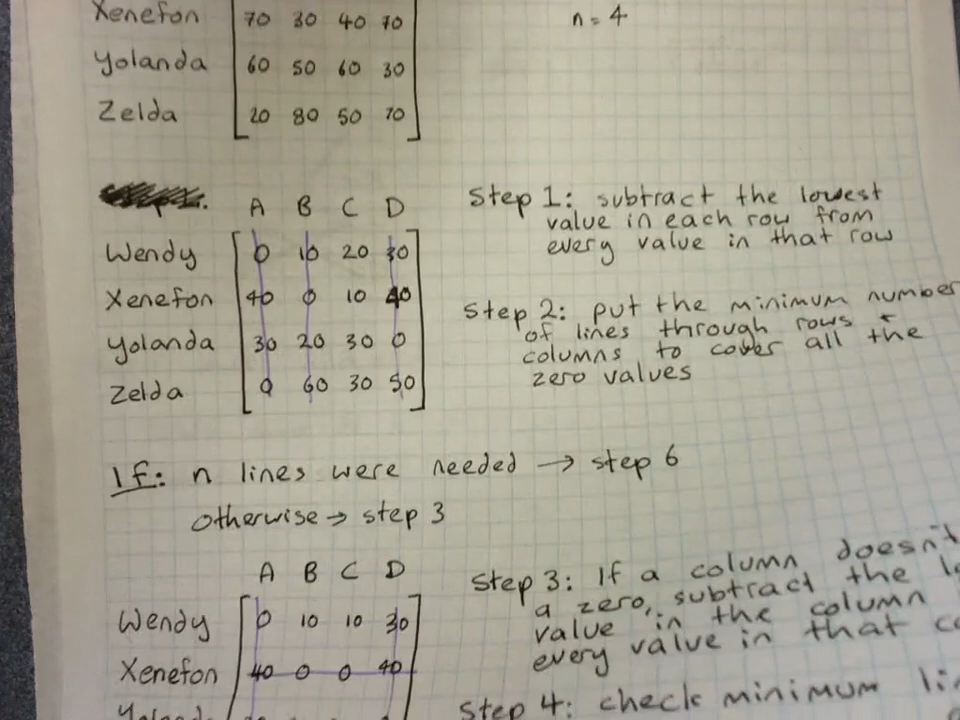 Xenefon 70 30 40 70
n = 4
Yolanda 60 50 60 30
Zelda 20 80 50 70
A B C D
Wendy 0 10 20 30
Xenefon 40 0 10 40
Yolanda 30 20 30 0
Zelda 0 60 30 50
Step 1: subtract the lowest
value in each row from
every value in that row
Step 2: put the minimum number
of lines through rows +
columns to cover all the
zero values
If: n lines were needed → step 6
otherwise → step 3
A B C D
Wendy 0 10 10 30
Xenefon 40 0 0 40
Step 3: If a column doesn't
a zero, subtract the
value in the column
every value in that
Step 4: check minimum